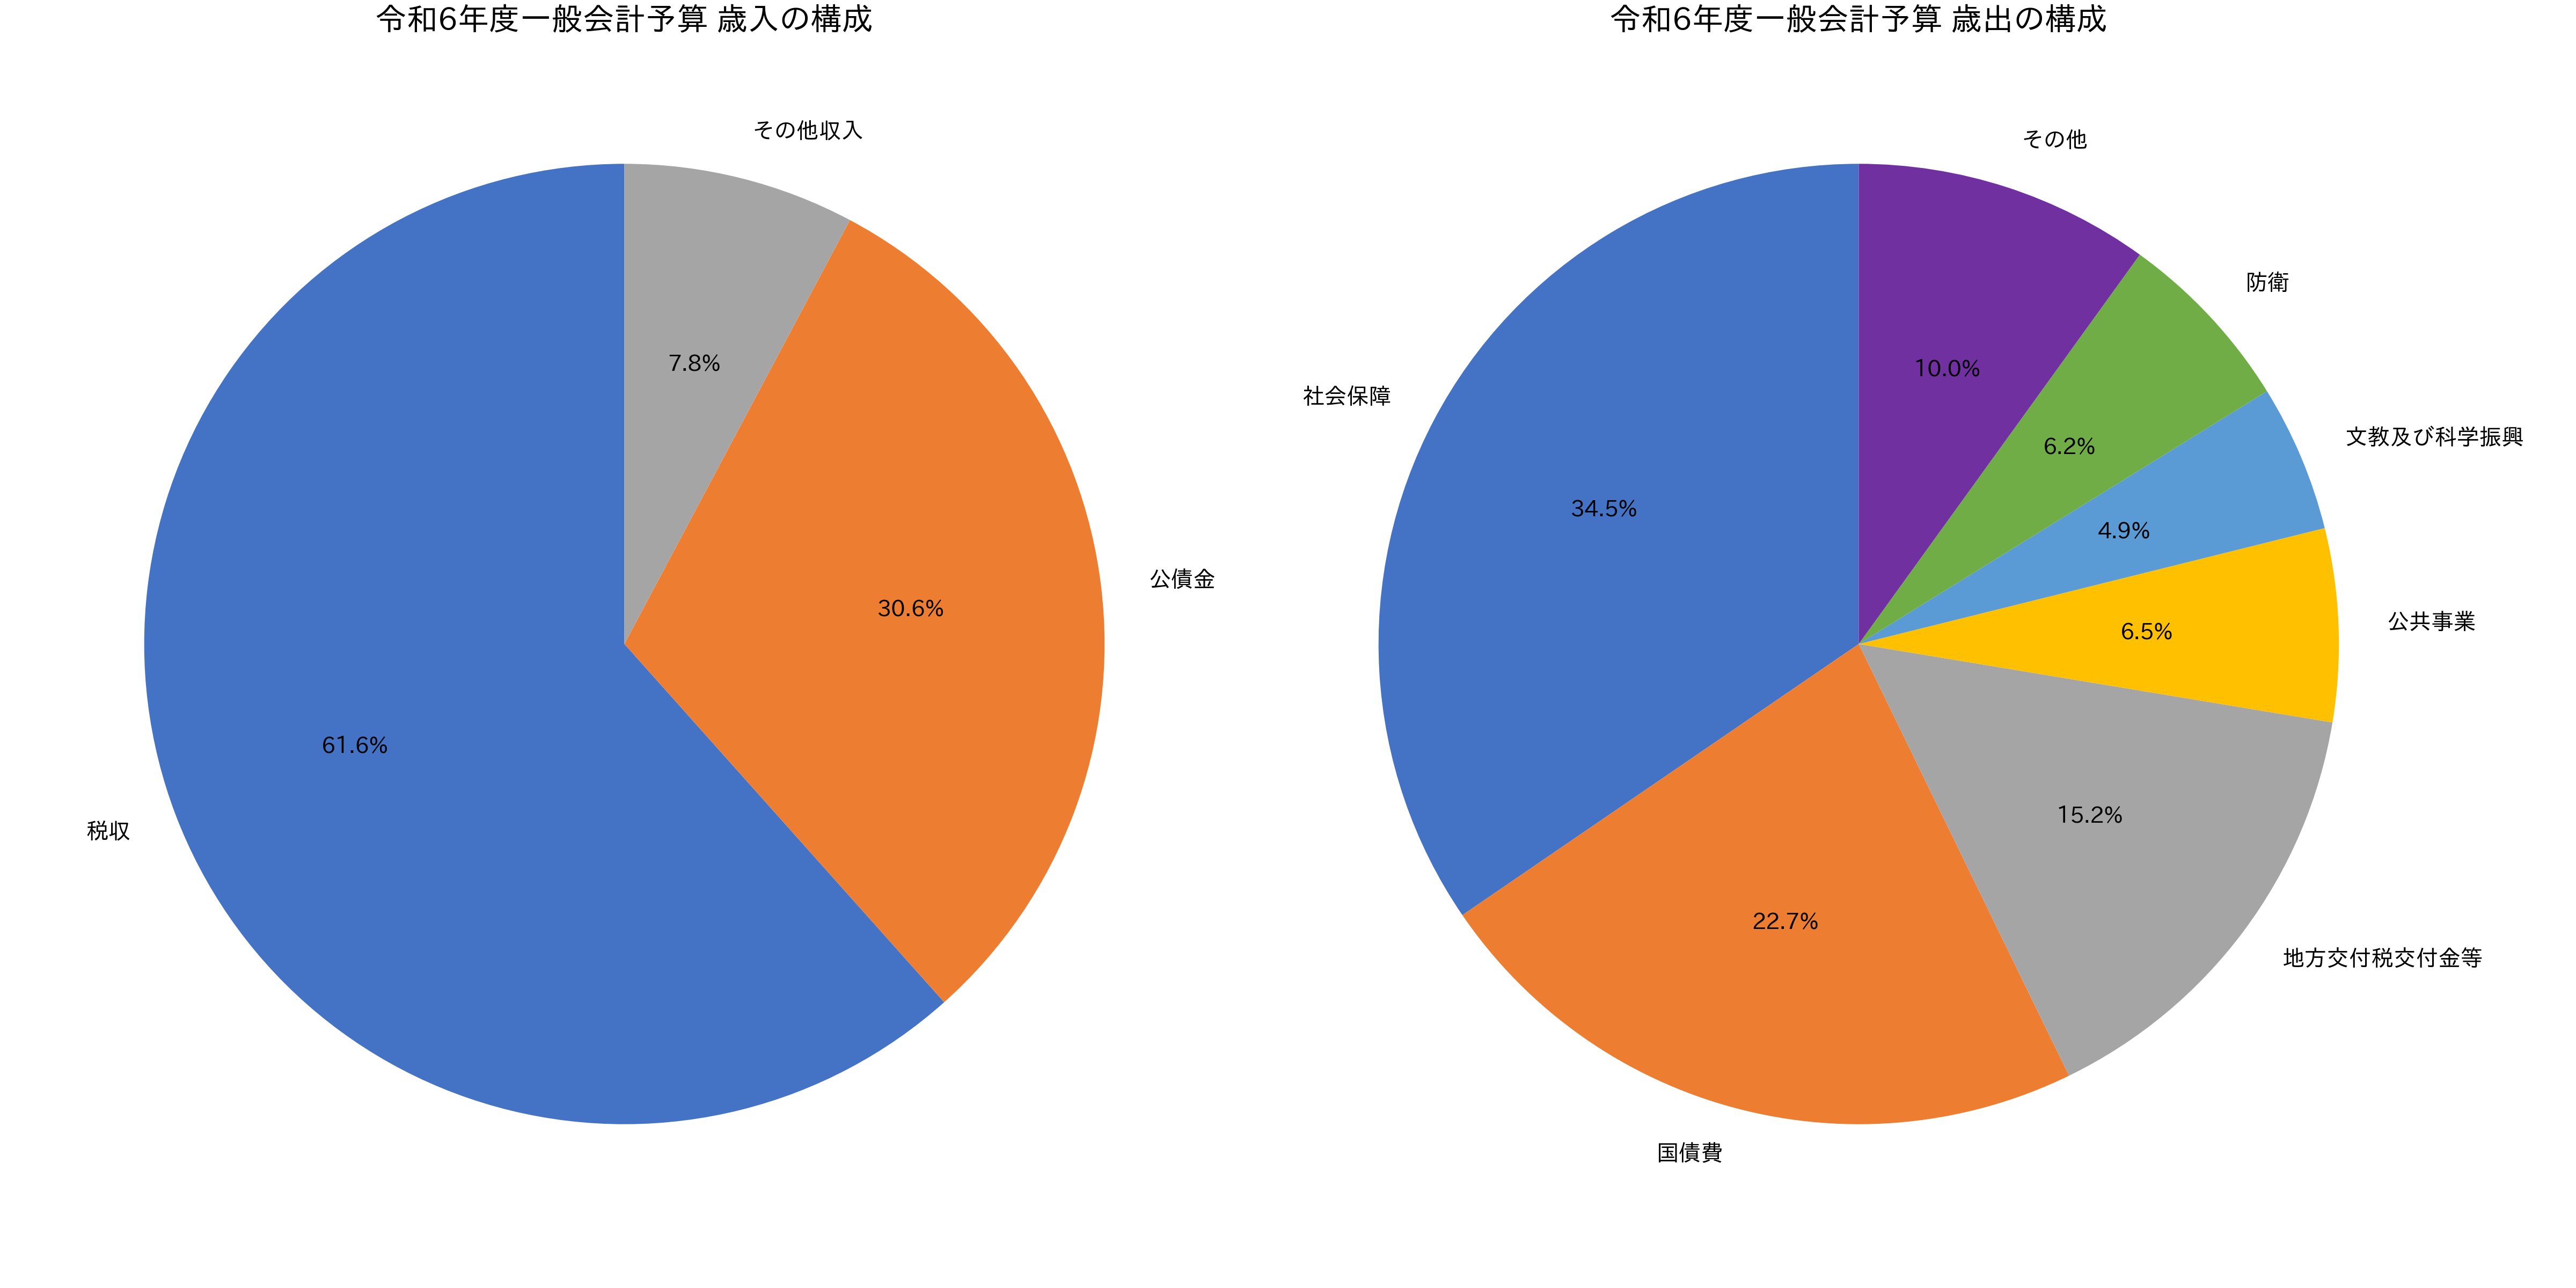 令和6年度一般会計予算 歳入の構成
その他収入
7.8%
公債金
30.6%
61.6%
税収
令和6年度一般会計予算 歳出の構成
その他
防衛
10.0%
社会保障
文教及び科学振興
6.2%
34.5%
4.9%
公共事業
6.5%
15.2%
22.7%
地方交付税交付金等
国債費